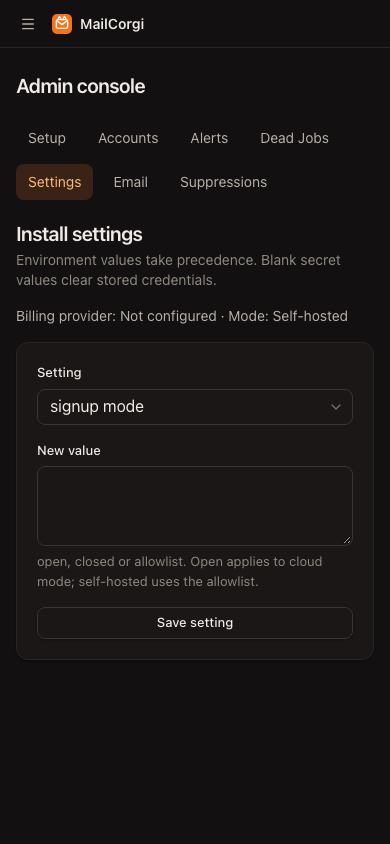 MailCorgi
Admin console
Setup Accounts Alerts Dead Jobs
Settings Email Suppressions
Install settings
Environment values take precedence. Blank secret
values clear stored credentials.
Billing provider: Not configured · Mode: Self-hosted
Setting
signup mode
New value
open, closed or allowlist. Open applies to cloud
mode; self-hosted uses the allowlist.
Save setting